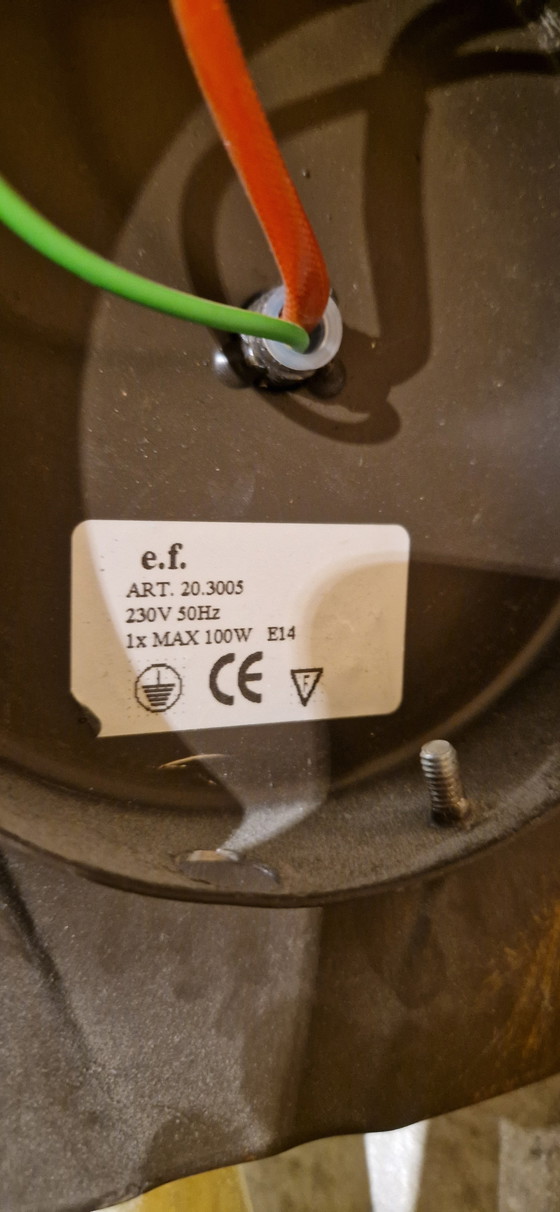 e.f.
ART. 20.3005
230V 50Hz
1x MAX 100W E14
CE F